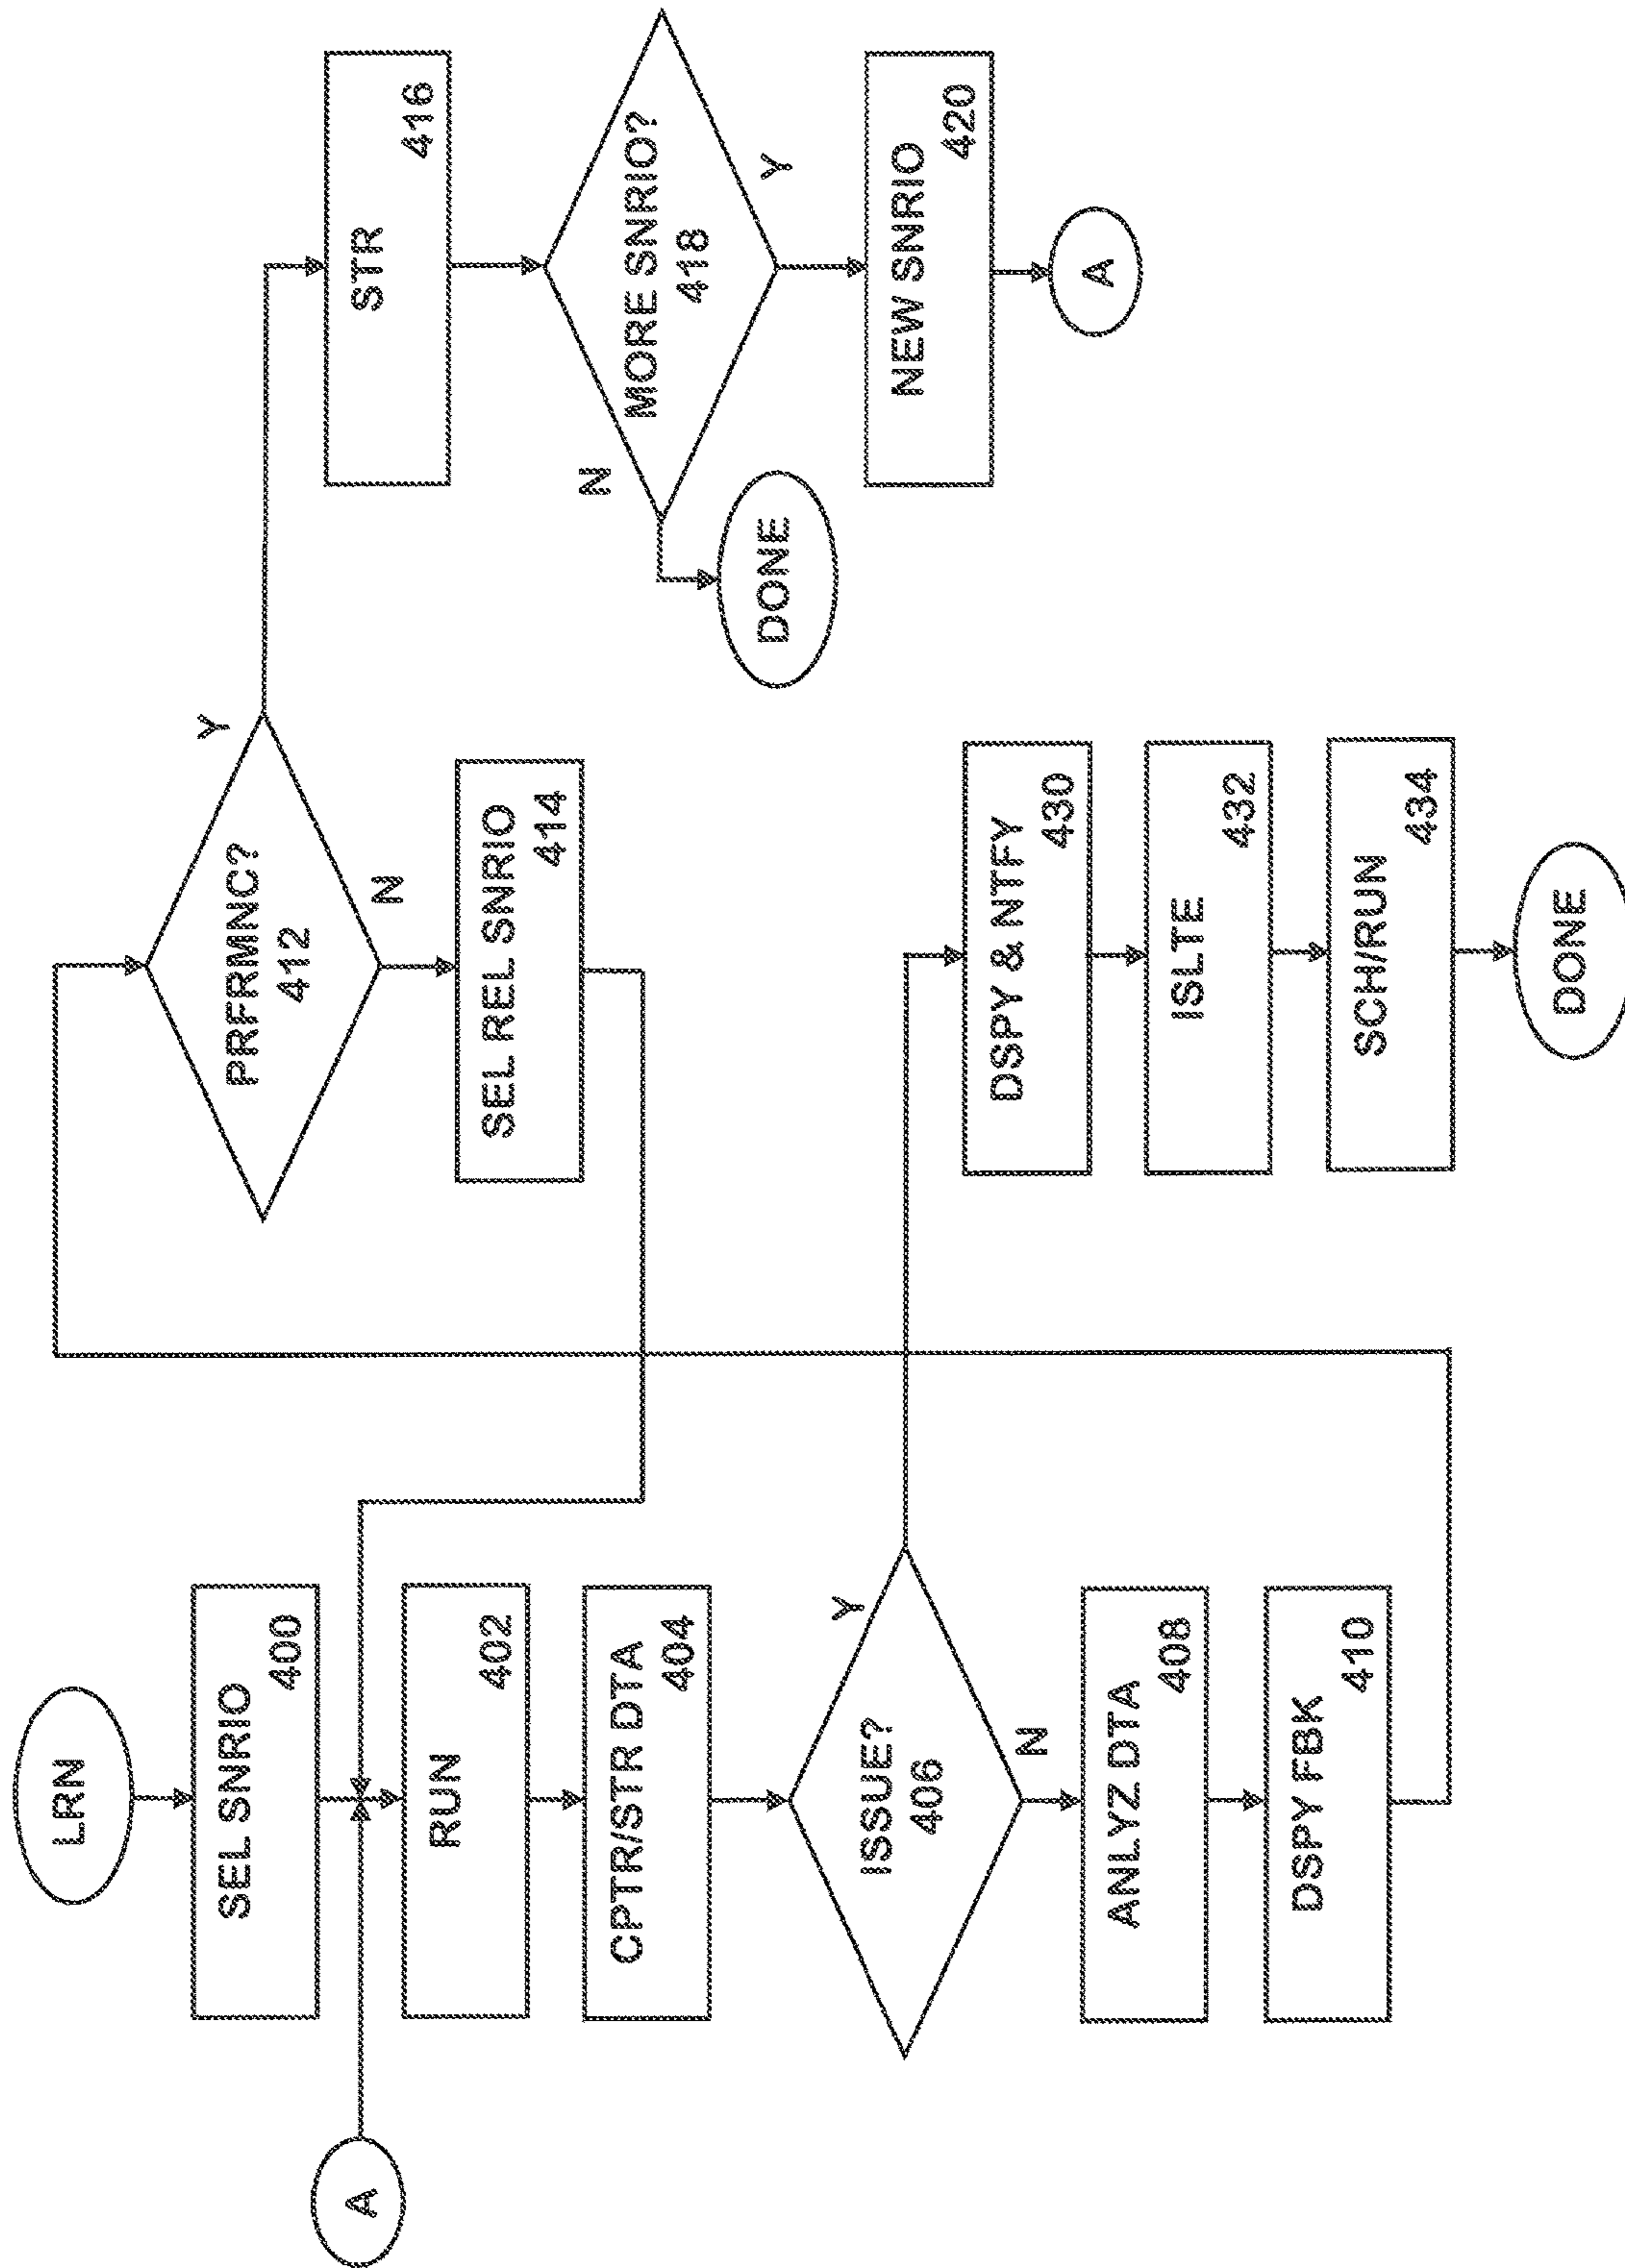 LRN
SEL SNRIO
400
A
RUN
402
CPTR/STR DTA
404
ISSUE?
406
Y
N
ANLYZ DTA
408
DSPY FBK
410
PRFRMNC?
412
Y
N
SEL REL SNRIO
414
DSPY & NTFY
430
ISLTE
432
SCH/RUN
434
DONE
STR
416
MORE SNRIO?
418
N
Y
DONE
NEW SNRIO
420
A